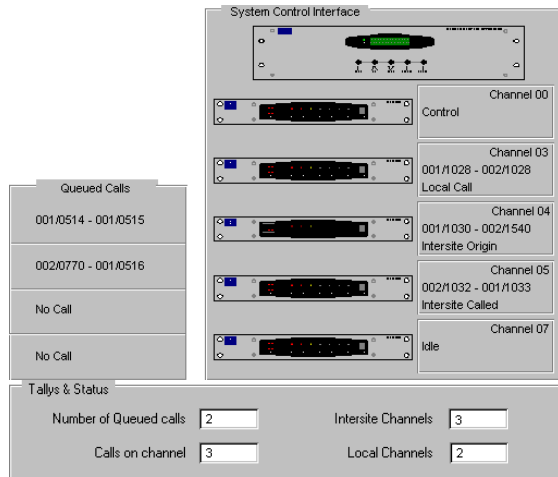 System Control Interface
Channel 00
Control
Channel 03
001/1028 - 002/1028
Local Call
Channel 04
001/1030 - 002/1540
Intersite Origin
Channel 05
002/1032 - 001/1033
Intersite Called
Channel 07
Idle
Queued Calls
001/0514 - 001/0515
002/0770 - 001/0516
No Call
No Call
Tallys & Status
Number of Queued calls 2
Intersite Channels 3
Calls on channel 3
Local Channels 2